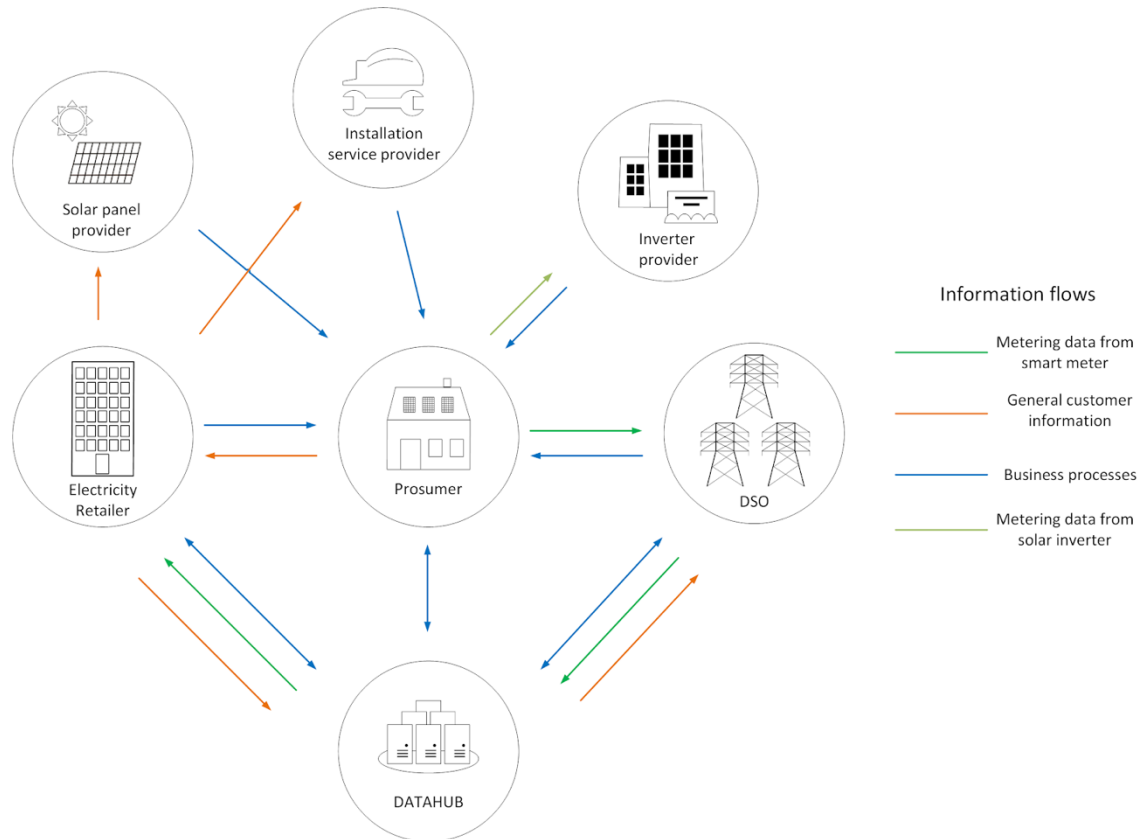 Installation
service provider
Solar panel
provider
Inverter
provider
Information flows
Metering data from
smart meter
General customer
information
Business processes
Metering data from
solar inverter
Electricity
Retailer
Prosumer
DSO
DATAHUB